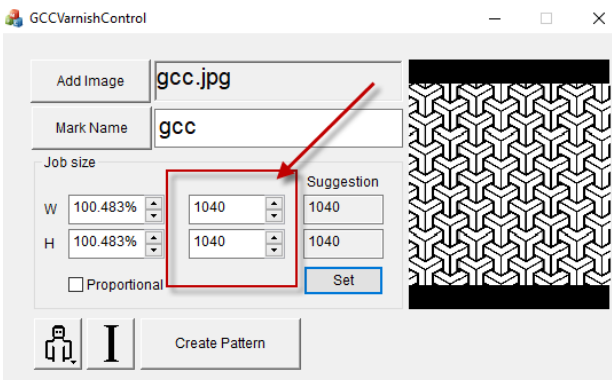 GCCVarnishControl
Add Image gcc.jpg
Mark Name gcc
Job size
Suggestion
W 100.483% 1040 1040
H 100.483% 1040 1040
Proportional Set
I Create Pattern